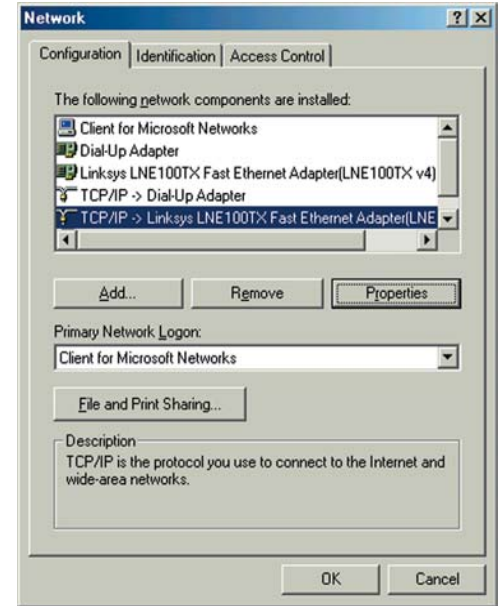 Network
Configuration Identification Access Control
The following network components are installed:
Client for Microsoft Networks
Dial-Up Adapter
Linksys LNE100TX Fast Ethernet Adapter(LNE100TX v4)
TCP/IP -> Dial-Up Adapter
TCP/IP -> Linksys LNE100TX Fast Ethernet Adapter(LNE
Add... Remove Properties
Primary Network Logon:
Client for Microsoft Networks
File and Print Sharing...
Description
TCP/IP is the protocol you use to connect to the Internet and
wide-area networks.
OK Cancel